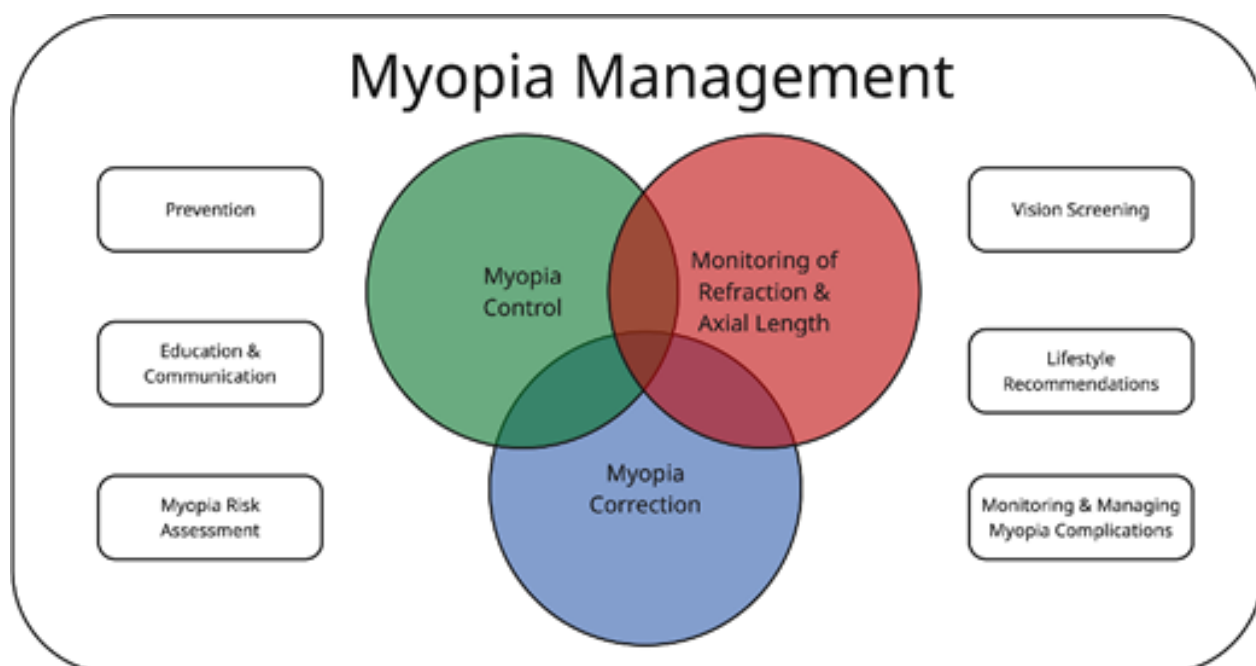 Myopia Management
Prevention
Education &
Communication
Myopia Risk
Assessment
Myopia
Control
Monitoring of
Refraction &
Axial Length
Myopia
Correction
Vision Screening
Lifestyle
Recommendations
Monitoring & Managing
Myopia Complications